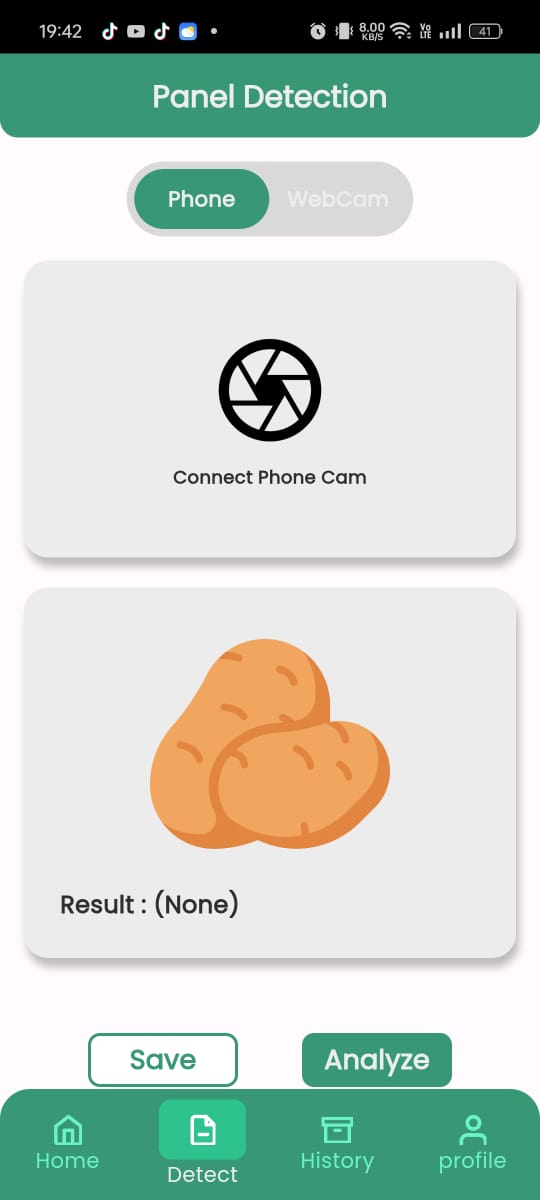 19:42 8.00 KB/S Vo LTE 41
Panel Detection
Phone WebCam
Connect Phone Cam
Result : (None)
Save Analyze
Home Detect History profile